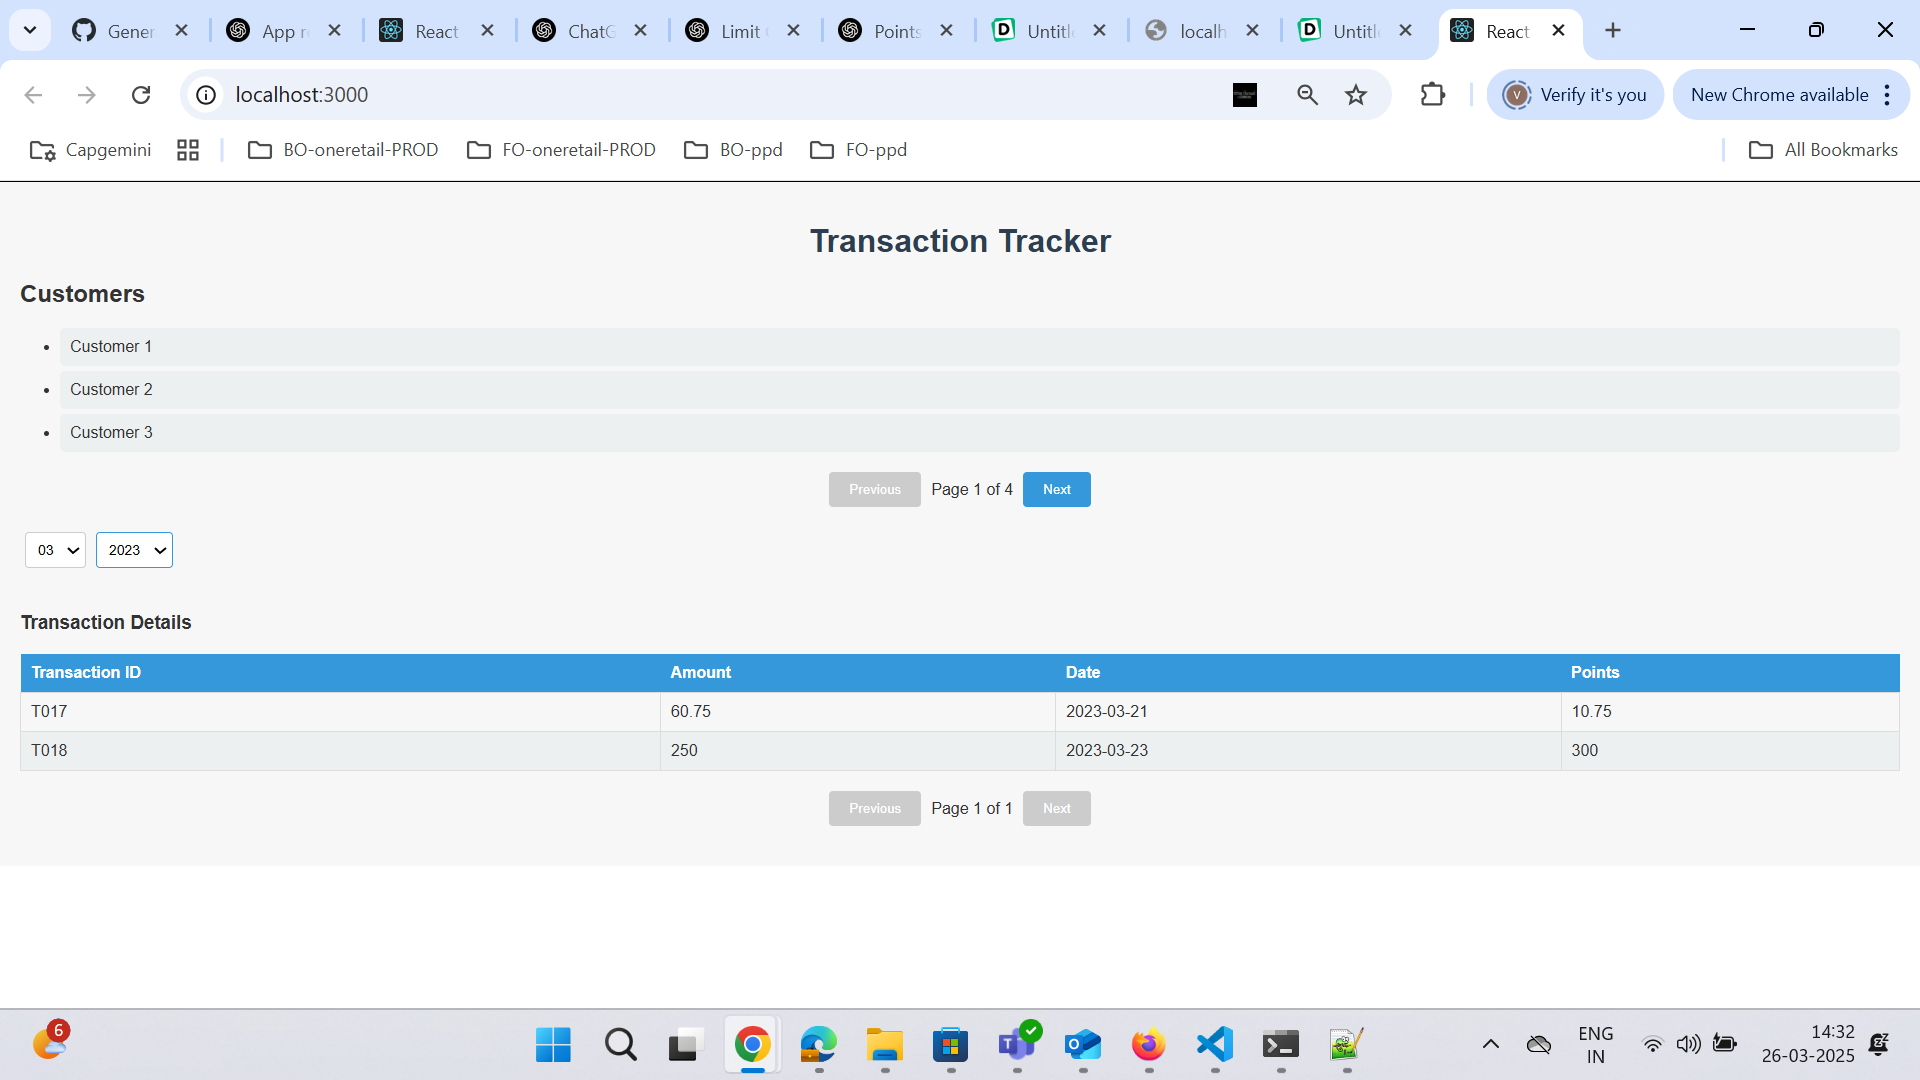 Gener
App r
React
ChatG
Limit
Points
Untitl
localh
Untitl
React
localhost:3000
Verify it's you
New Chrome available
Capgemini
BO-oneretail-PROD
FO-oneretail-PROD
BO-ppd
FO-ppd
All Bookmarks
Transaction Tracker
Customers
• Customer 1
• Customer 2
• Customer 3
Previous Page 1 of 4 Next
03 2023
Transaction Details
Transaction ID Amount Date Points
T017 60.75 2023-03-21 10.75
T018 250 2023-03-23 300
Previous Page 1 of 1 Next
6
ENG
IN
14:32
26-03-2025